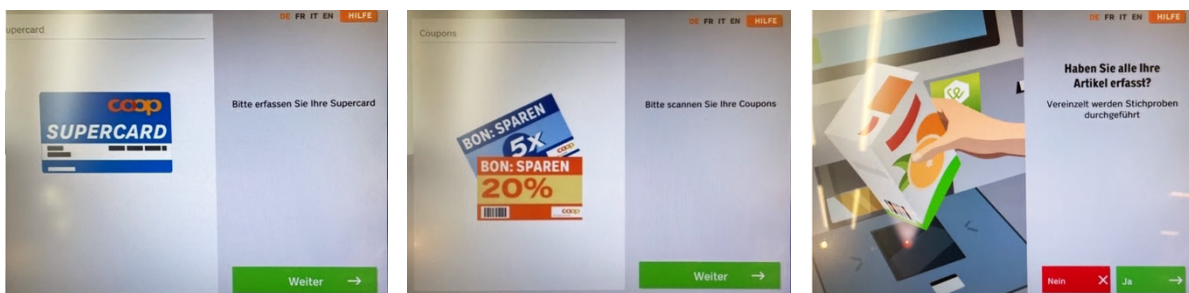 upercard
DE FR IT EN HILFE
coop
SUPERCARD
Bitte erfassen Sie Ihre Supercard
Weiter
Coupons
DE FR IT EN HILFE
BON: SPAREN
5x
coop
BON: SPAREN
20%
coop
Bitte scannen Sie Ihre Coupons
Weiter
DE FR IT EN HILFE
Haben Sie alle Ihre
Artikel erfasst?
Vereinzelt werden Stichproben
durchgeführt
Nein
Ja